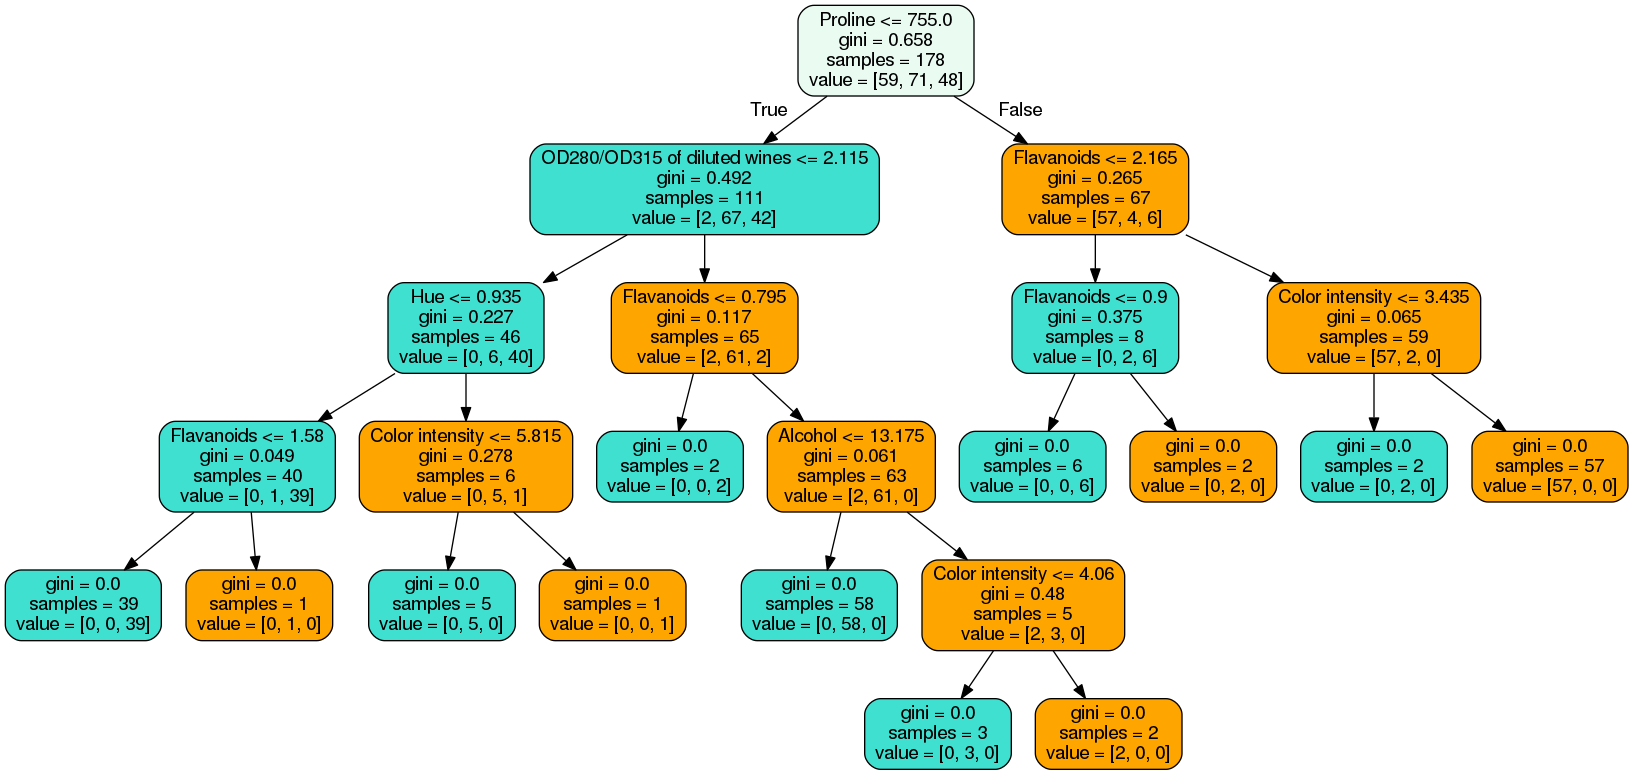 Proline <= 755.0
gini = 0.658
samples = 178
value = [59, 71, 48]
True
False
OD280/OD315 of diluted wines <= 2.115
gini = 0.492
samples = 111
value = [2, 67, 42]
Flavanoids <= 2.165
gini = 0.265
samples = 67
value = [57, 4, 6]
Hue <= 0.935
gini = 0.227
samples = 46
value = [0, 6, 40]
Flavanoids <= 0.795
gini = 0.117
samples = 65
value = [2, 61, 2]
Flavanoids <= 0.9
gini = 0.375
samples = 8
value = [0, 2, 6]
Color intensity <= 3.435
gini = 0.065
samples = 59
value = [57, 2, 0]
Flavanoids <= 1.58
gini = 0.049
samples = 40
value = [0, 1, 39]
Color intensity <= 5.815
gini = 0.278
samples = 6
value = [0, 5, 1]
gini = 0.0
samples = 2
value = [0, 0, 2]
Alcohol <= 13.175
gini = 0.061
samples = 63
value = [2, 61, 0]
gini = 0.0
samples = 6
value = [0, 0, 6]
gini = 0.0
samples = 2
value = [0, 2, 0]
gini = 0.0
samples = 2
value = [0, 2, 0]
gini = 0.0
samples = 57
value = [57, 0, 0]
gini = 0.0
samples = 39
value = [0, 0, 39]
gini = 0.0
samples = 1
value = [0, 1, 0]
gini = 0.0
samples = 5
value = [0, 5, 0]
gini = 0.0
samples = 1
value = [0, 0, 1]
gini = 0.0
samples = 58
value = [0, 58, 0]
Color intensity <= 4.06
gini = 0.48
samples = 5
value = [2, 3, 0]
gini = 0.0
samples = 3
value = [0, 3, 0]
gini = 0.0
samples = 2
value = [2, 0, 0]